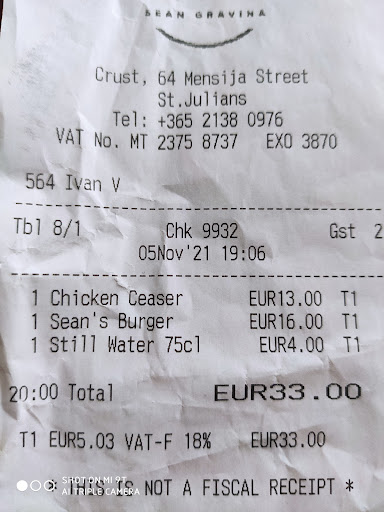 SEAN GRAVINA
Crust, 64 Mensija Street
St.Julians
Tel: +365 2138 0976
VAT No. MT 2375 8737 EXO 3870
564 Ivan V
Tbl 8/1 Chk 9932 Gst 2
05Nov'21 19:06
1 Chicken Ceaser EUR13.00 T1
1 Sean's Burger EUR16.00 T1
1 Still Water 75cl EUR4.00 T1
20:00 Total EUR33.00
T1 EUR5.03 VAT-F 18% EUR33.00
* THIS IS NOT A FISCAL RECEIPT *
SHOT ON MI 9T
AI TRIPLE CAMERA